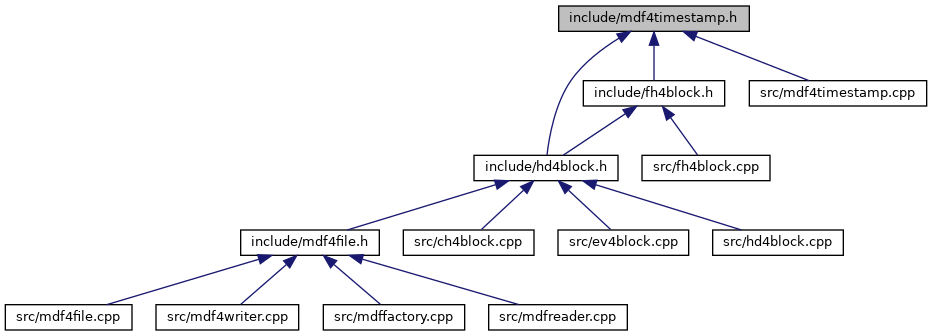 include/mdf4timestamp.h
include/fh4block.h
src/mdf4timestamp.cpp
include/hd4block.h
src/fh4block.cpp
include/mdf4file.h
src/ch4block.cpp
src/ev4block.cpp
src/hd4block.cpp
src/mdf4file.cpp
src/mdf4writer.cpp
src/mdffactory.cpp
src/mdfreader.cpp